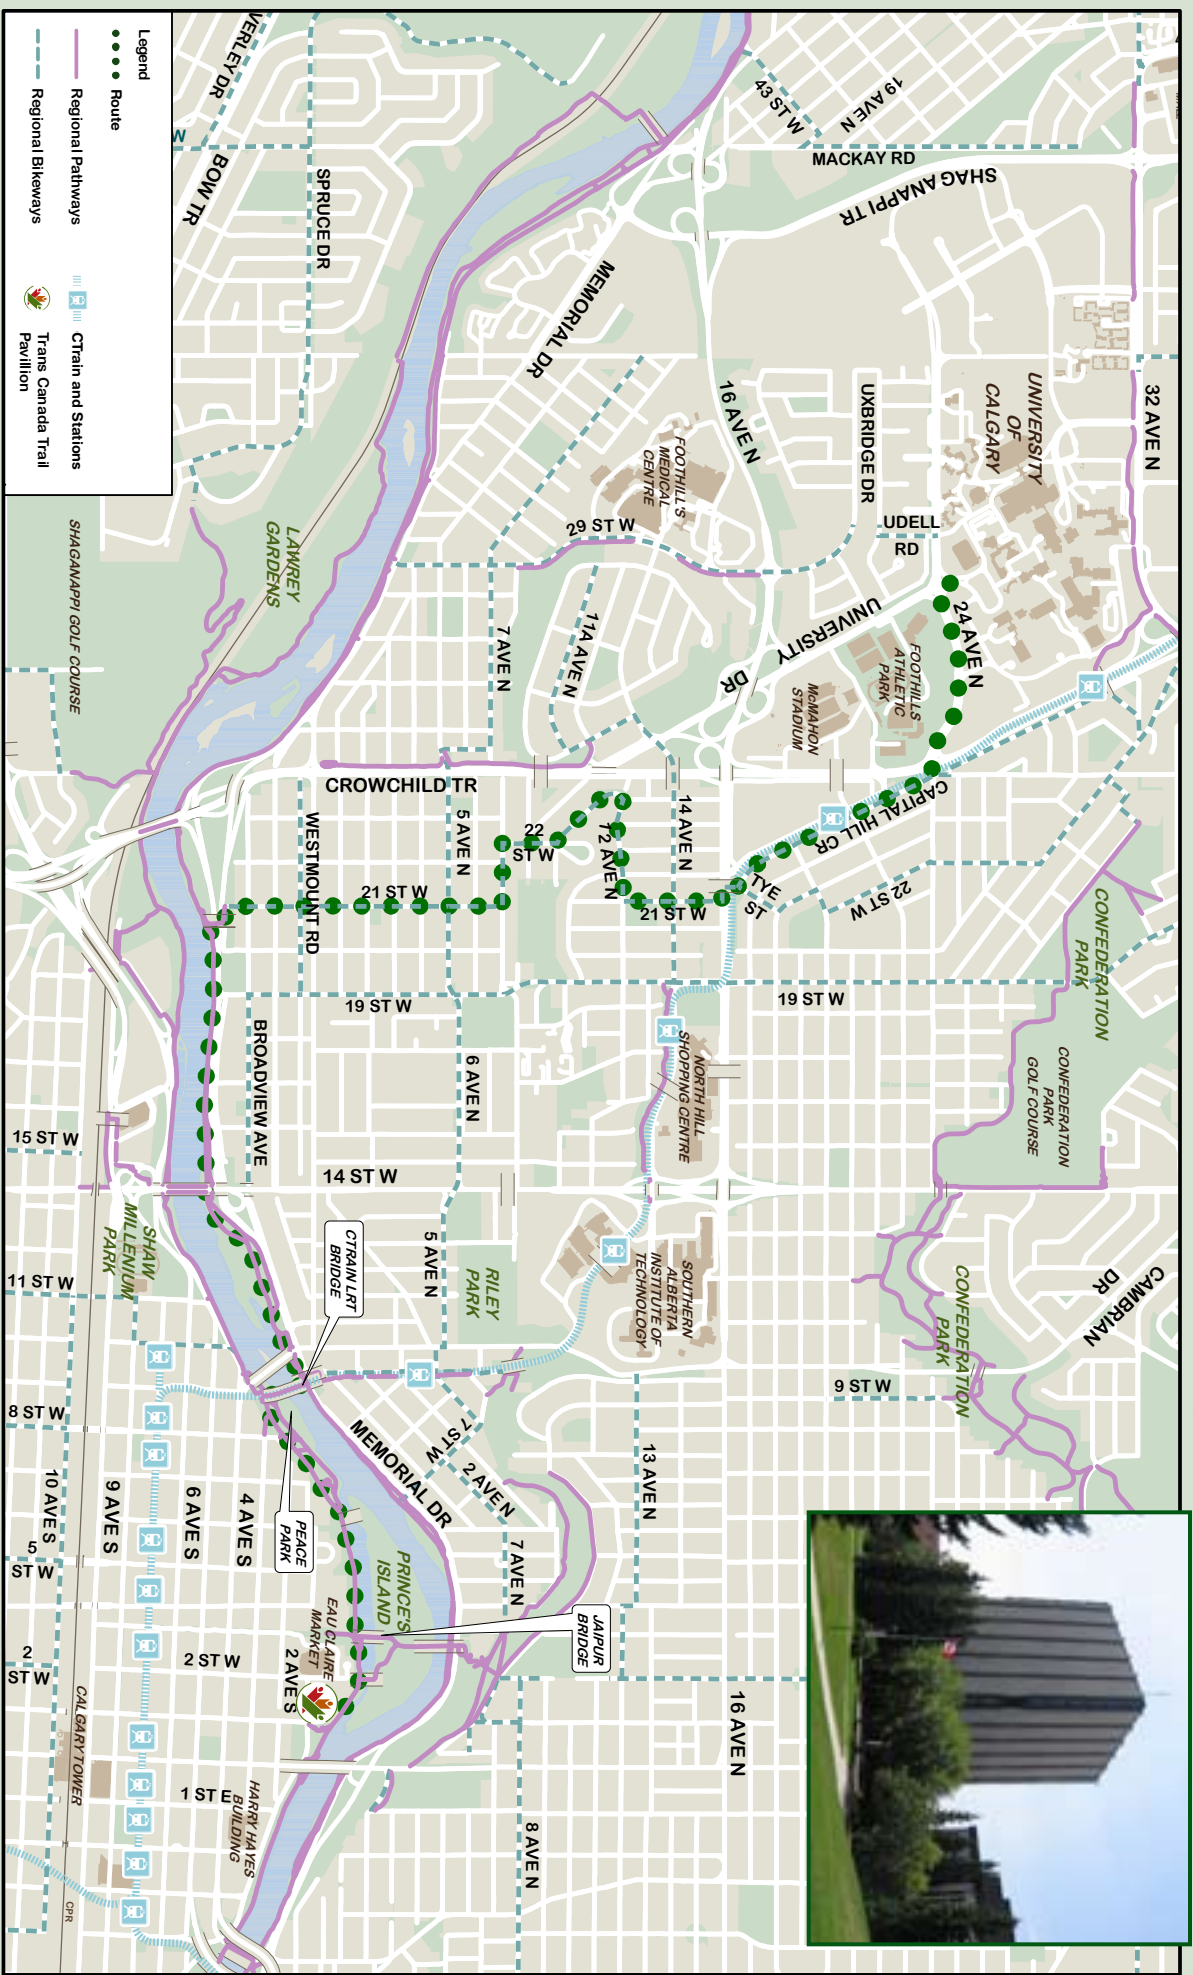 Legend
Route
Regional Pathways
Regional Bikeways
CTrain and Stations
Trans Canada Trail
Pavillion
VERLEY DR
BOW TR
SPRUCE DR
W
43 ST W
19 AVE N
MACKAY RD
SHAGANAPPI TR
MEMORIAL DR
16 AVE N
32 AVE N
UNIVERSITY
OF
CALGARY
UXBRIDGE DR
UDELL
RD
FOOTHILL'S
MEDICAL
CENTRE
29 ST W
24 AVE N
UNIVERSITY
DR
FOOTHILLS
ATHLETIC
PARK
McMAHON
STADIUM
LAWREY
GARDENS
SHAGANAPPI GOLF COURSE
7 AVE N
11A AVE N
CROWCHILD TR
CAPITAL HILL CR
14 AVE N
12 AVE N
22
ST W
5 AVE N
WESTMOUNT RD
21 ST W
21 ST W
TYE
ST
22 ST W
CONFEDERATION
PARK
19 ST W
19 ST W
CONFEDERATION
PARK
GOLF COURSE
NORTH HILL
SHOPPING CENTRE
BROADVIEW AVE
6 AVE N
15 ST W
14 ST W
SHAW
MILLENIUM
PARK
CTRAIN LRT
BRIDGE
5 AVE N
RILEY
PARK
SOUTHERN
ALBERTA
INSTITUTE OF
TECHNOLOGY
CONFEDERATION
PARK
CAMBRIAN
DR
11 ST W
9 ST W
8 ST W
MEMORIAL DR
7 ST W
2 AVE N
13 AVE N
10 AVE S
9 AVE S
6 AVE S
4 AVE S
PEACE
PARK
5
ST W
7 AVE N
PRINCE'S
ISLAND
JAIPUR
BRIDGE
EAU CLAIRE
MARKET
2
ST W
2 ST W
2 AVE S
16 AVE N
CALGARY TOWER
1 ST E
HARRY HAYES
BUILDING
8 AVE N
CPR